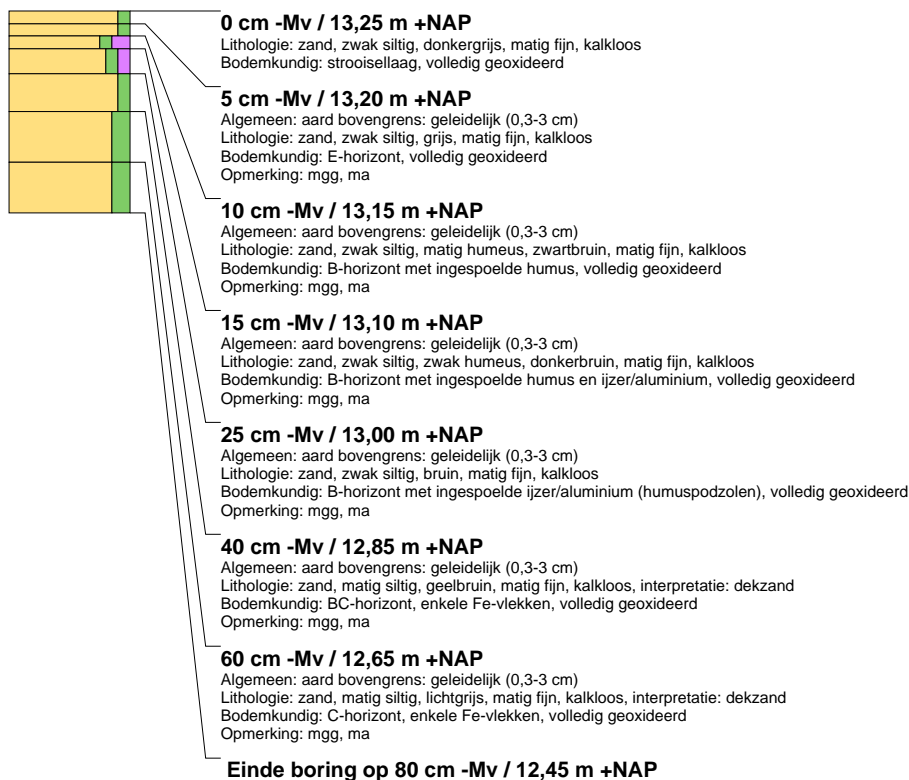 0 cm -Mv / 13,25 m +NAP
Lithologie: zand, zwak siltig, donkergrijs, matig fijn, kalkloos
Bodemkundig: strooisellaag, volledig geoxideerd
5 cm -Mv / 13,20 m +NAP
Algemeen: aard bovengrens: geleidelijk (0,3-3 cm)
Lithologie: zand, zwak siltig, grijs, matig fijn, kalkloos
Bodemkundig: E-horizont, volledig geoxideerd
Opmerking: mgg, ma
10 cm -Mv / 13,15 m +NAP
Algemeen: aard bovengrens: geleidelijk (0,3-3 cm)
Lithologie: zand, zwak siltig, matig humeus, zwartbruin, matig fijn, kalkloos
Bodemkundig: B-horizont met ingespoelde humus, volledig geoxideerd
Opmerking: mgg, ma
15 cm -Mv / 13,10 m +NAP
Algemeen: aard bovengrens: geleidelijk (0,3-3 cm)
Lithologie: zand, zwak siltig, zwak humeus, donkerbruin, matig fijn, kalkloos
Bodemkundig: B-horizont met ingespoelde humus en ijzer/aluminium, volledig geoxideerd
Opmerking: mgg, ma
25 cm -Mv / 13,00 m +NAP
Algemeen: aard bovengrens: geleidelijk (0,3-3 cm)
Lithologie: zand, zwak siltig, bruin, matig fijn, kalkloos
Bodemkundig: B-horizont met ingespoelde ijzer/aluminium (humuspodzolen), volledig geoxideerd
Opmerking: mgg, ma
40 cm -Mv / 12,85 m +NAP
Algemeen: aard bovengrens: geleidelijk (0,3-3 cm)
Lithologie: zand, matig siltig, geelbruin, matig fijn, kalkloos, interpretatie: dekzand
Bodemkundig: BC-horizont, enkele Fe-vlekken, volledig geoxideerd
Opmerking: mgg, ma
60 cm -Mv / 12,65 m +NAP
Algemeen: aard bovengrens: geleidelijk (0,3-3 cm)
Lithologie: zand, matig siltig, lichtgrijs, matig fijn, kalkloos, interpretatie: dekzand
Bodemkundig: C-horizont, enkele Fe-vlekken, volledig geoxideerd
Opmerking: mgg, ma
Einde boring op 80 cm -Mv / 12,45 m +NAP